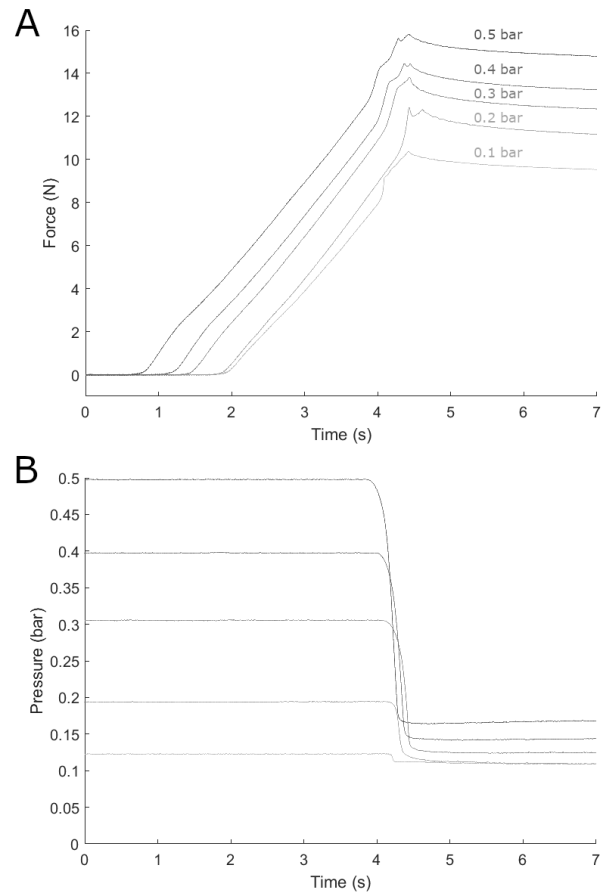 A
16
14
12
10
8
6
4
2
0
Force (N)
0.5 bar
0.4 bar
0.3 bar
0.2 bar
0.1 bar
0 1 2 3 4 5 6 7
Time (s)
B
0.5
0.45
0.4
0.35
0.3
0.25
0.2
0.15
0.1
0.05
0
Pressure (bar)
0 1 2 3 4 5 6 7
Time (s)